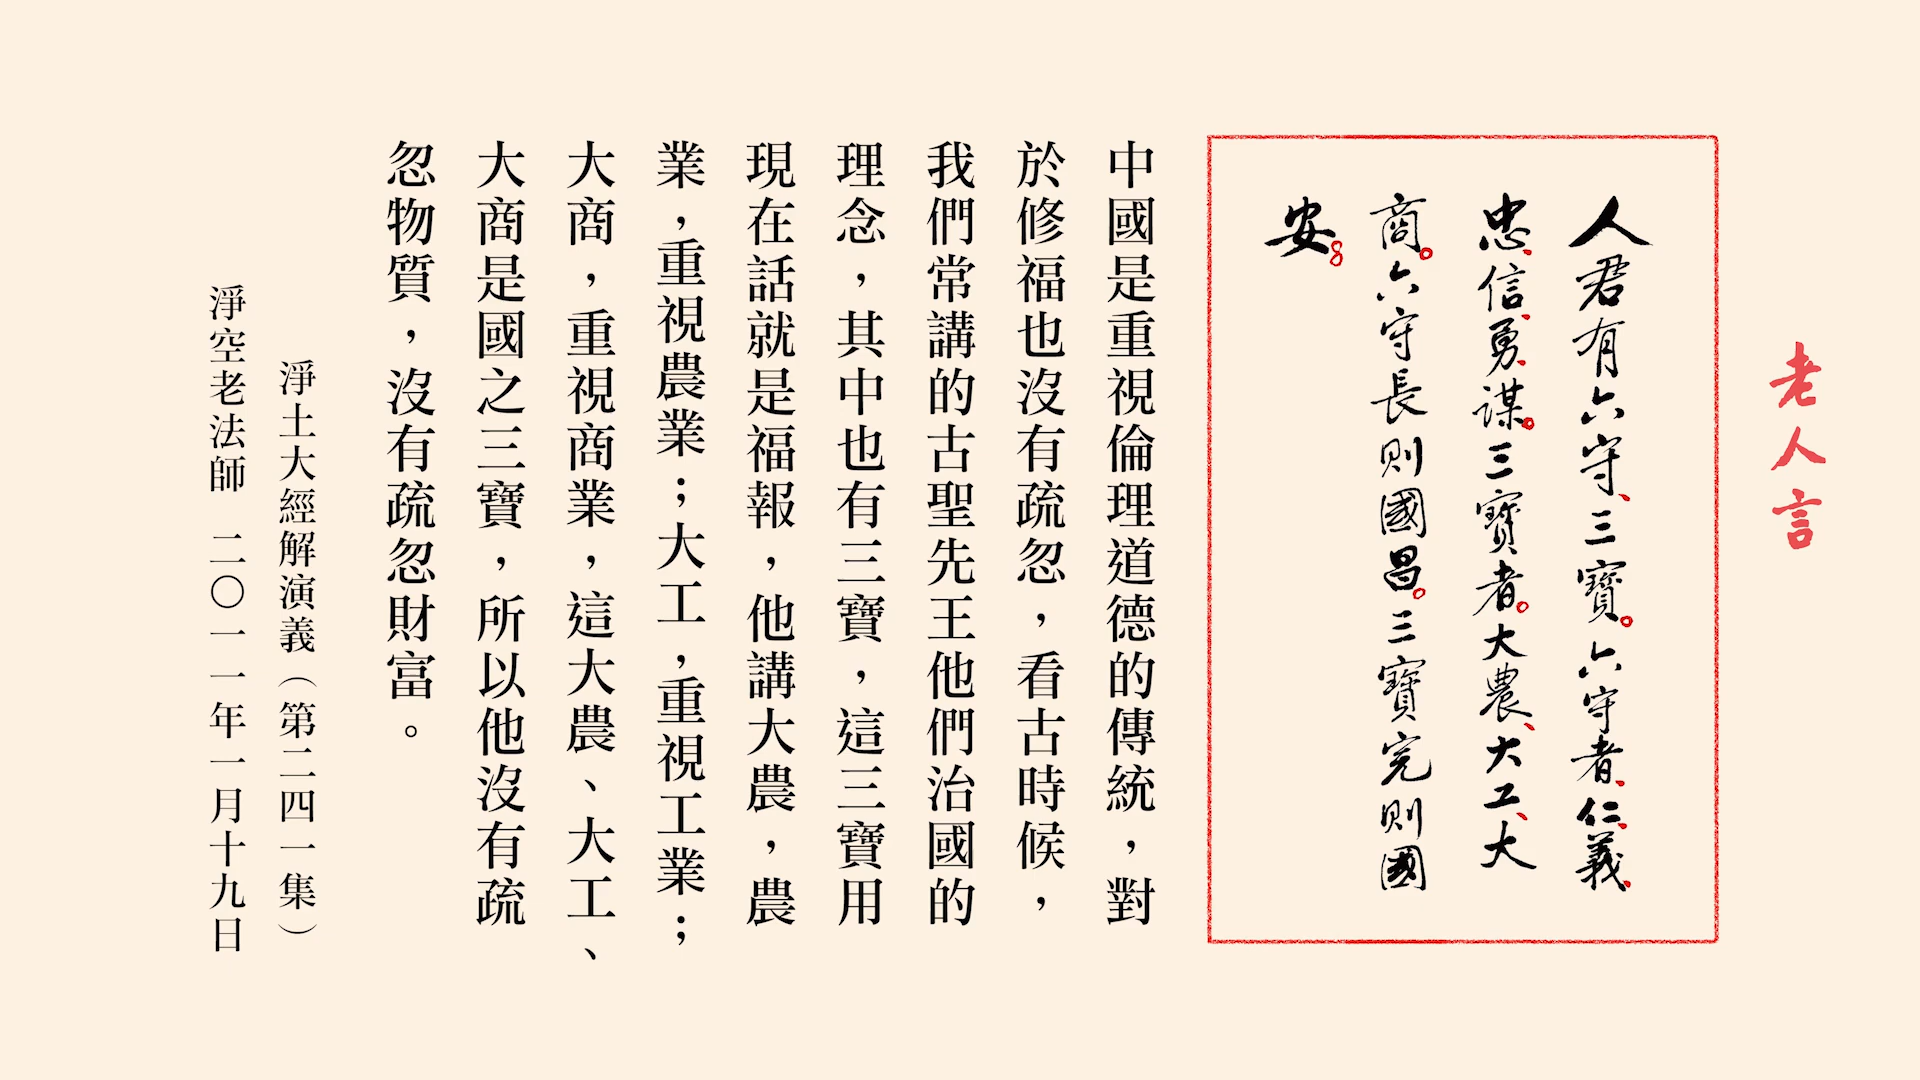 老人言
人君有六守、三寶。六守者、仁、義、
忠、信、勇、謀。三寶者。大農、大工、大
商。六守長則國昌。三寶完則國
安。
中國是重視倫理道德的傳統，對
於修福也沒有疏忽，看古時候，
我們常講的古聖先王他們治國的
理念，其中也有三寶，這三寶用
現在話就是福報，他講大農，農
業，重視農業；大工，重視工業；
大商，重視商業，這大農、大工、
大商是國之三寶，所以他沒有疏
忽物質，沒有疏忽財富。
淨土大經解演義（第二四一集）
淨空老法師　二〇一一年一月十九日